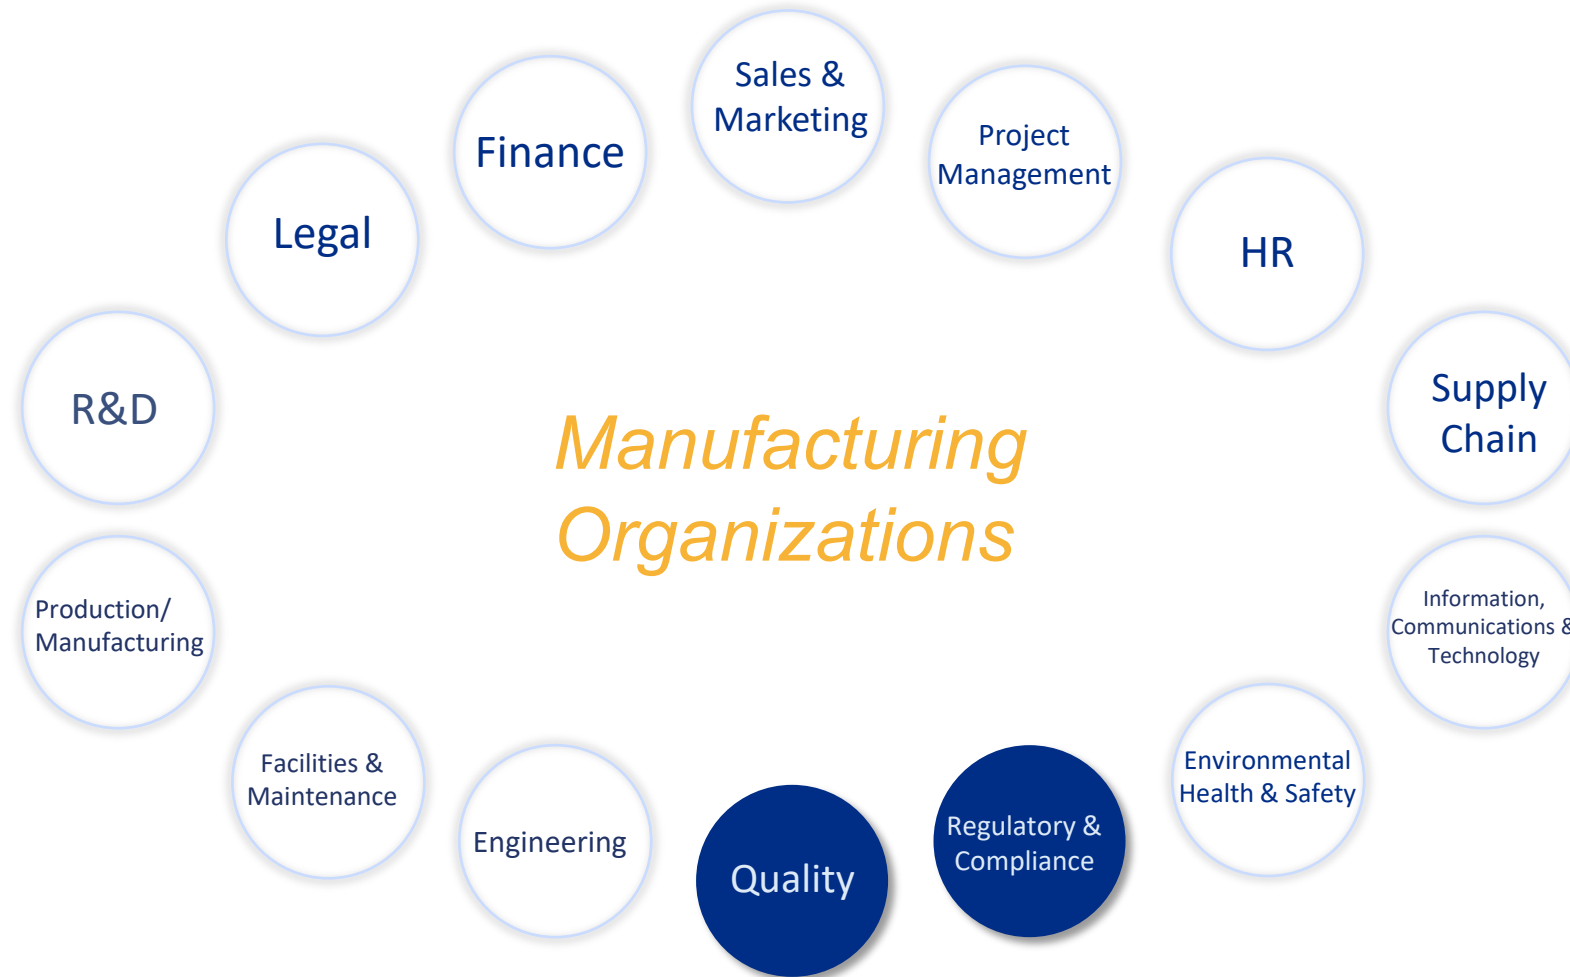 Sales &
Marketing
Finance
Project
Management
Legal
HR
R&D
Supply
Chain
Manufacturing
Organizations
Production/
Manufacturing
Information,
Communications &
Technology
Facilities &
Maintenance
Environmental
Health & Safety
Engineering
Quality
Regulatory &
Compliance